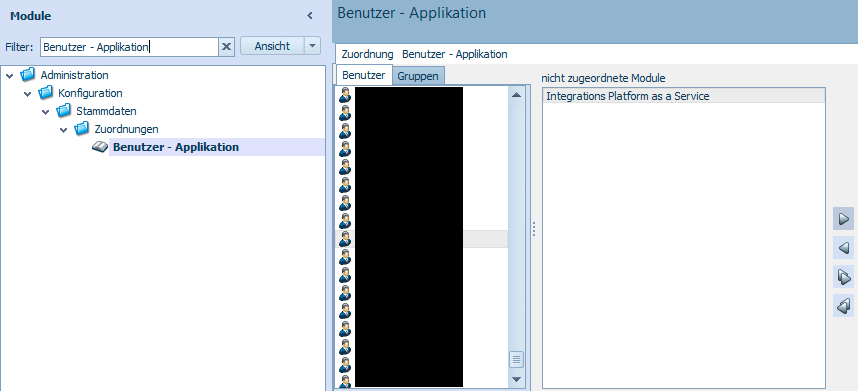 Module
Filter: Benutzer - Applikation Ansicht
Administration
Konfiguration
Stammdaten
Zuordnungen
Benutzer - Applikation
Benutzer - Applikation
Zuordnung Benutzer - Applikation
Benutzer Gruppen
nicht zugeordnete Module
Integrations Platform as a Service